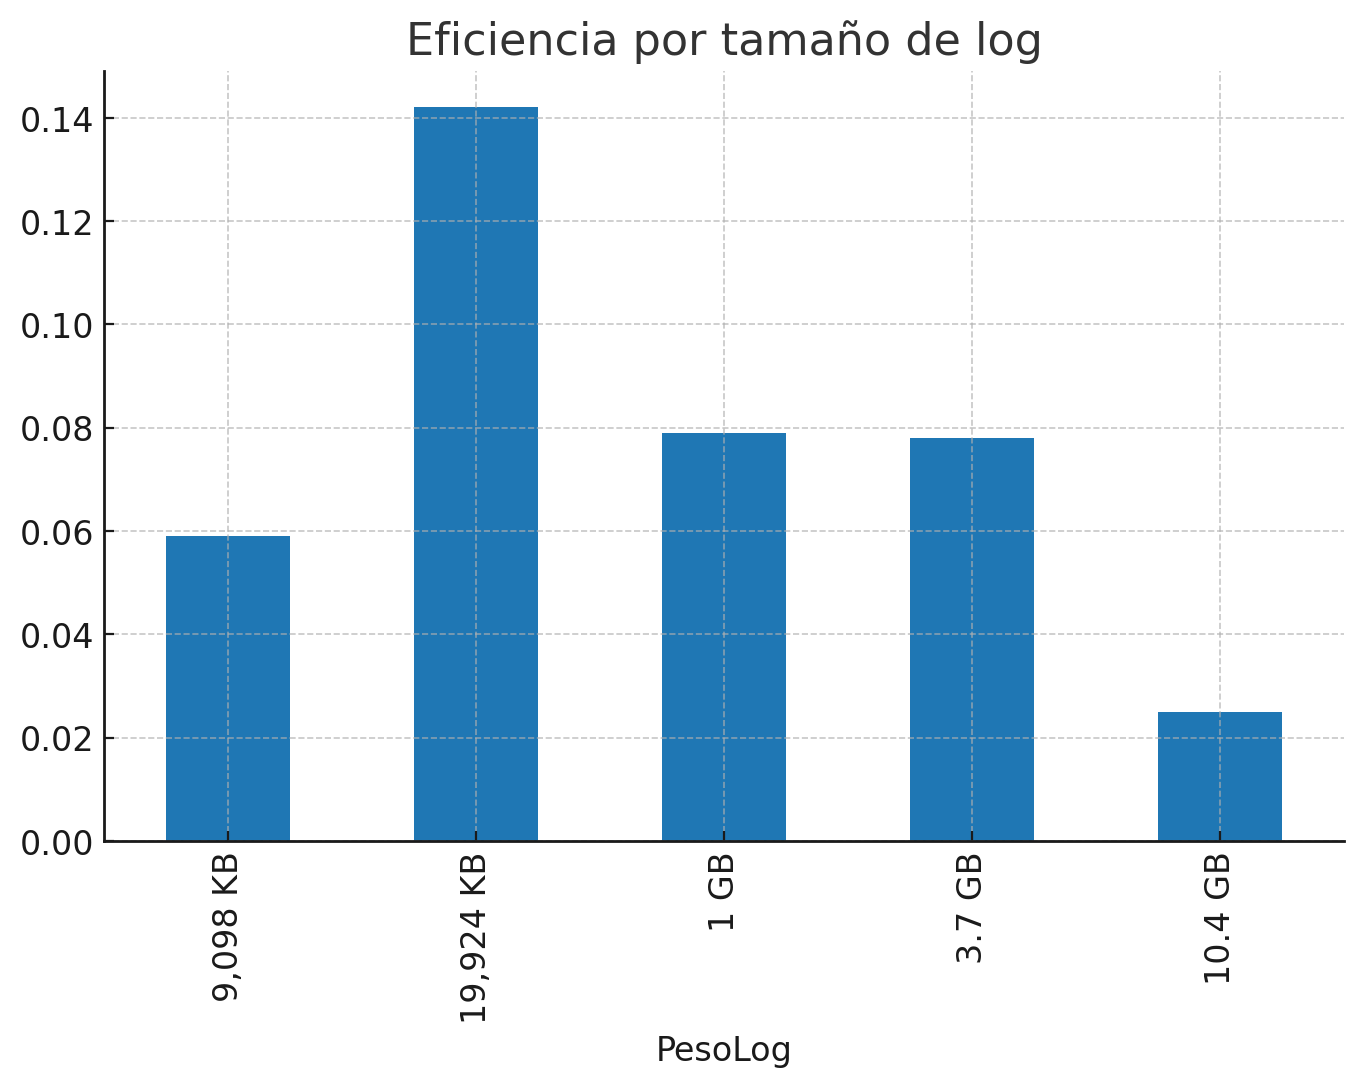 Eficiencia por tamaño de log
0.14
0.12
0.10
0.08
0.06
0.04
0.02
0.00
9,098 KB
19,924 KB
1 GB
3.7 GB
10.4 GB
PesoLog